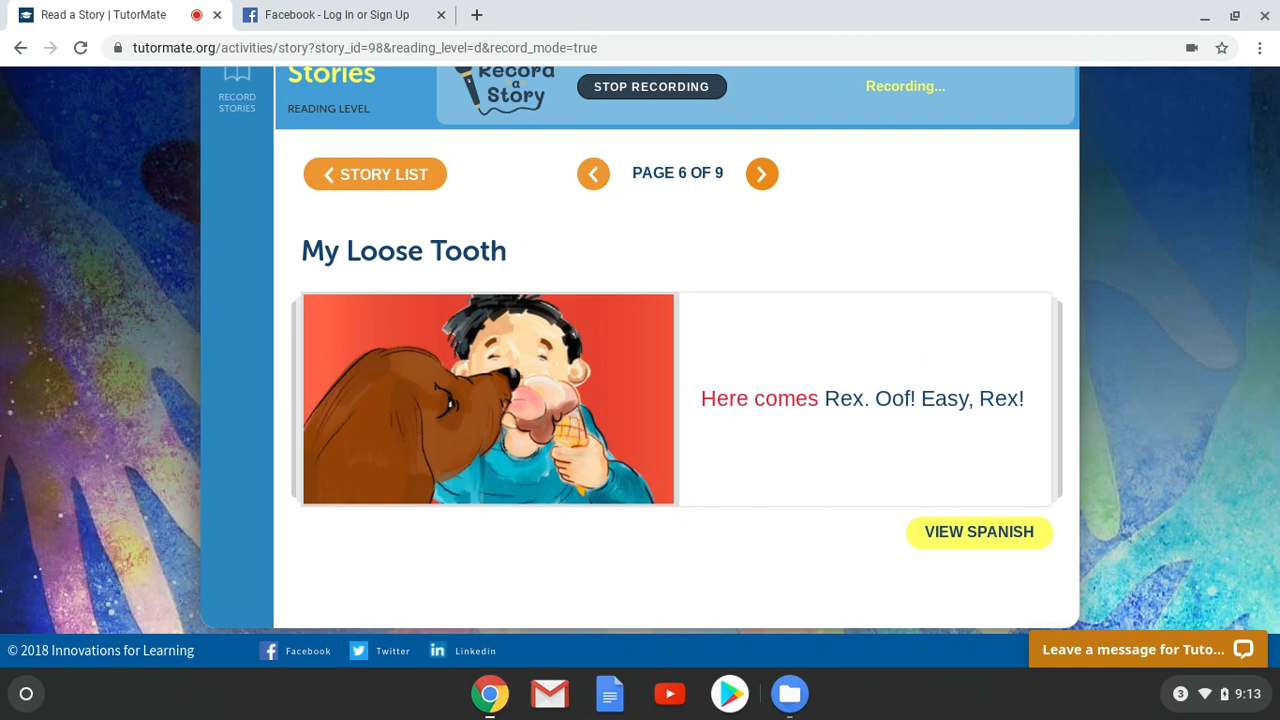 Read a Story | TutorMate
Facebook - Log In or Sign Up
tutormate.org/activities/story?story_id=98&reading_level=d&record_mode=true
RECORD
STORIES
Stories
READING LEVEL
Record
a
Story
STOP RECORDING
Recording...
STORY LIST
PAGE 6 OF 9
My Loose Tooth
Here comes Rex. Oof! Easy, Rex!
VIEW SPANISH
© 2018 Innovations for Learning
Facebook
Twitter
Linkedin
Leave a message for Tuto...
3
9:13